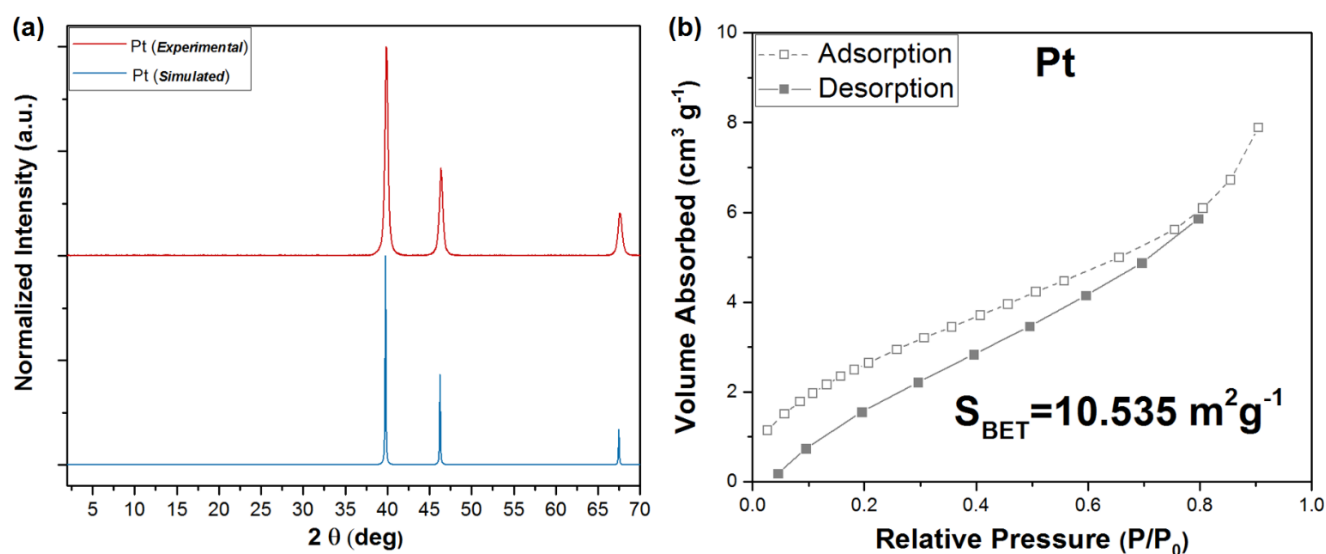 (a)
Pt (Experimental)
Pt (Simulated)
Normalized Intensity (a.u.)
5 10 15 20 25 30 35 40 45 50 55 60 65 70
2 θ (deg)
(b)
Adsorption
Desorption
Pt
S_BET=10.535 m²g⁻¹
Volume Absorbed (cm³ g⁻¹)
10
8
6
4
2
0
0.0 0.2 0.4 0.6 0.8 1.0
Relative Pressure (P/P₀)